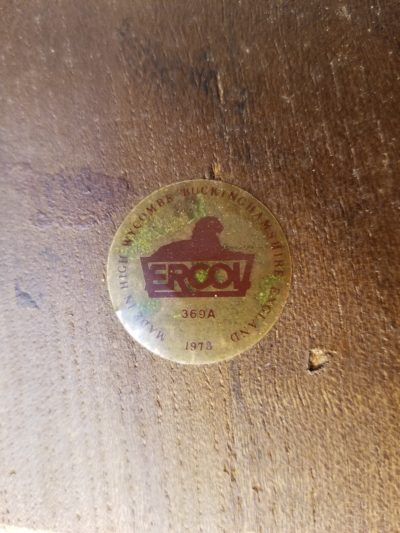 MADE IN HIGH WYCOMBE BUCKINGHAMSHIRE ENGLAND
ERCOL
369A
1978